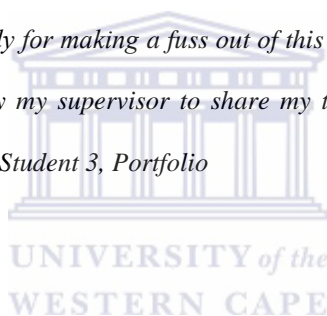 ly for making a fuss out of this
my supervisor to share my t
Student 3, Portfolio
UNIVERSITY of the
WESTERN CAPE